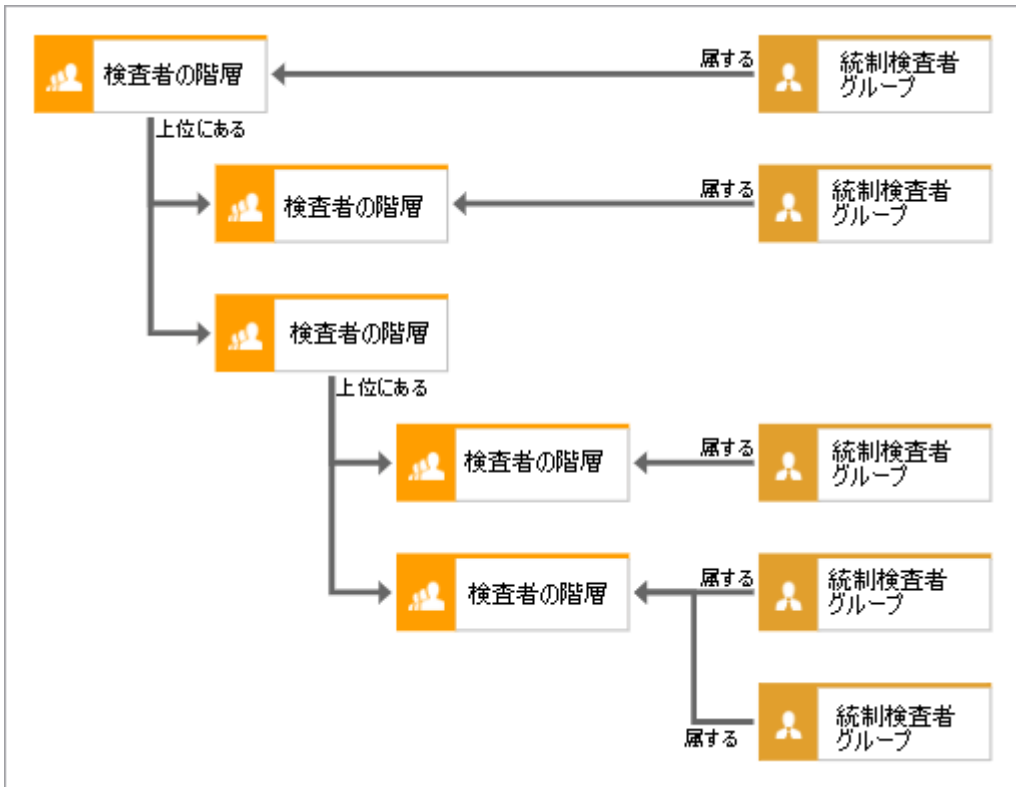 検査者の階層
属する
統制検査者
グループ
上位にある
検査者の階層
属する
統制検査者
グループ
検査者の階層
上位にある
検査者の階層
属する
統制検査者
グループ
検査者の階層
属する
統制検査者
グループ
属する
統制検査者
グループ